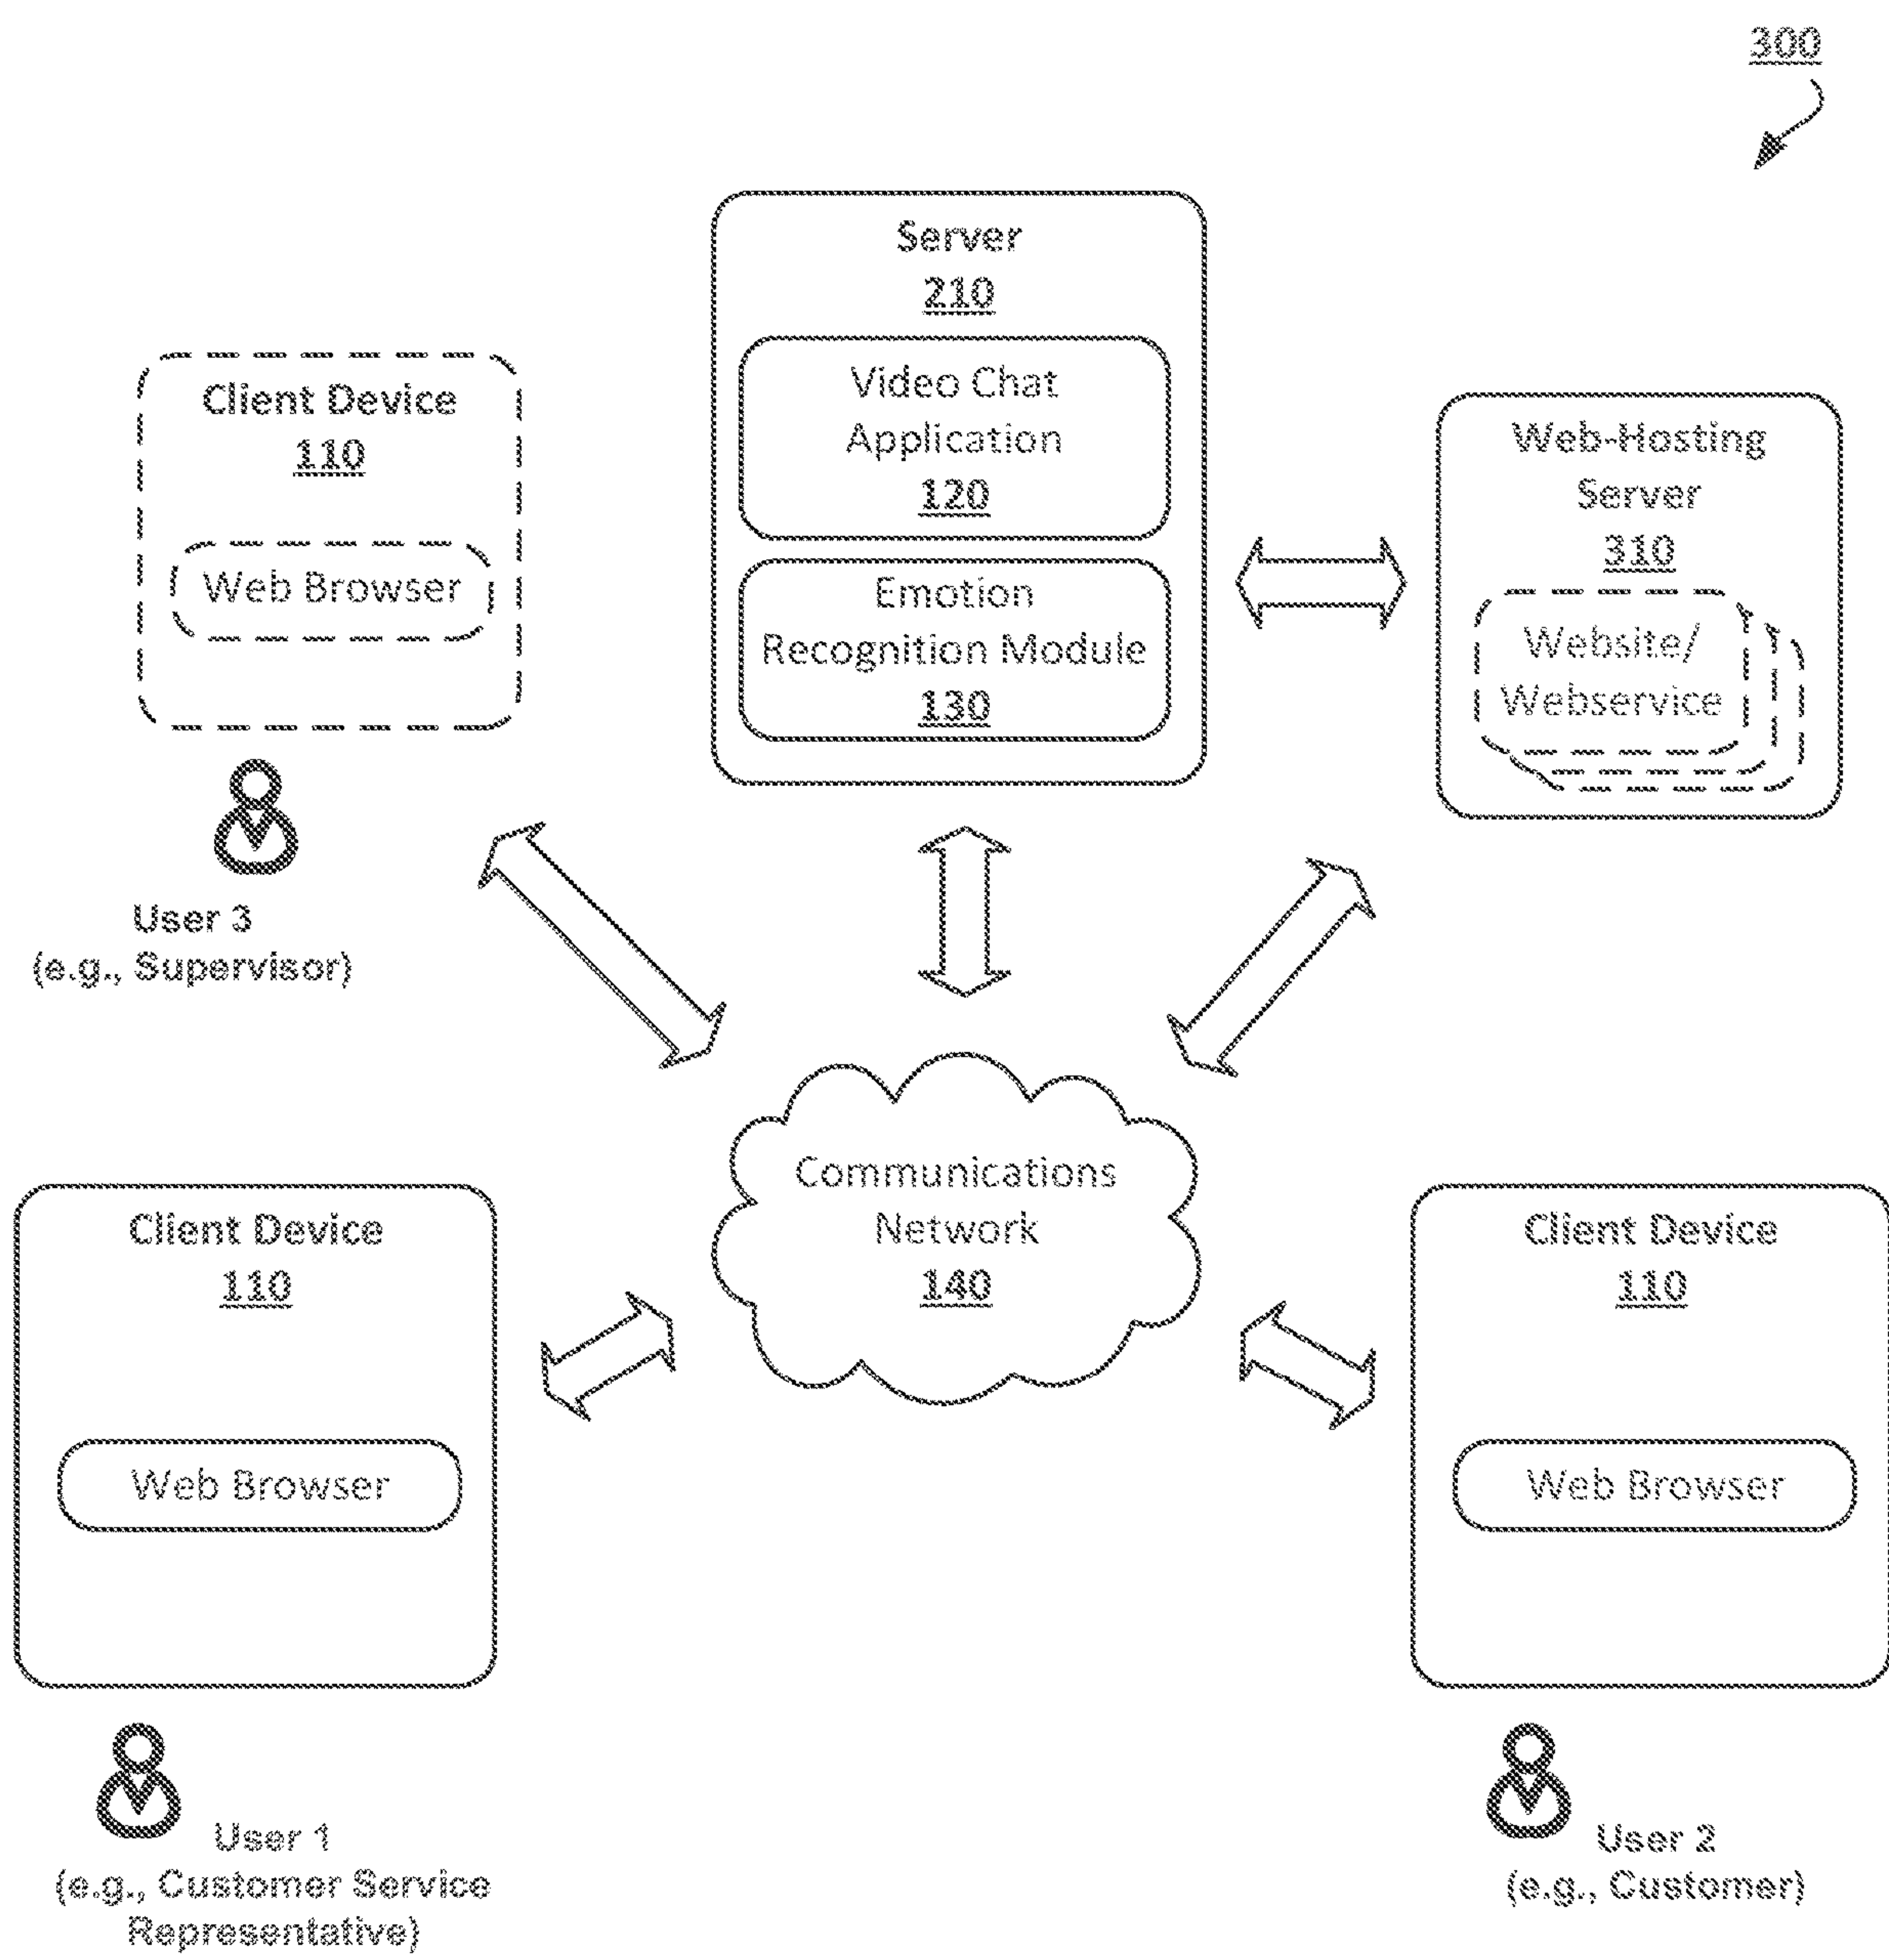 300
Server
210
Video Chat
Application
120
Emotion
Recognition Module
130
Client Device
110
Web Browser
User 3
(e.g., Supervisor)
Web-Hosting
Server
310
Website/
Webservice
Communications
Network
140
Client Device
110
Web Browser
User 1
(e.g., Customer Service
Representative)
Client Device
110
Web Browser
User 2
(e.g., Customer)